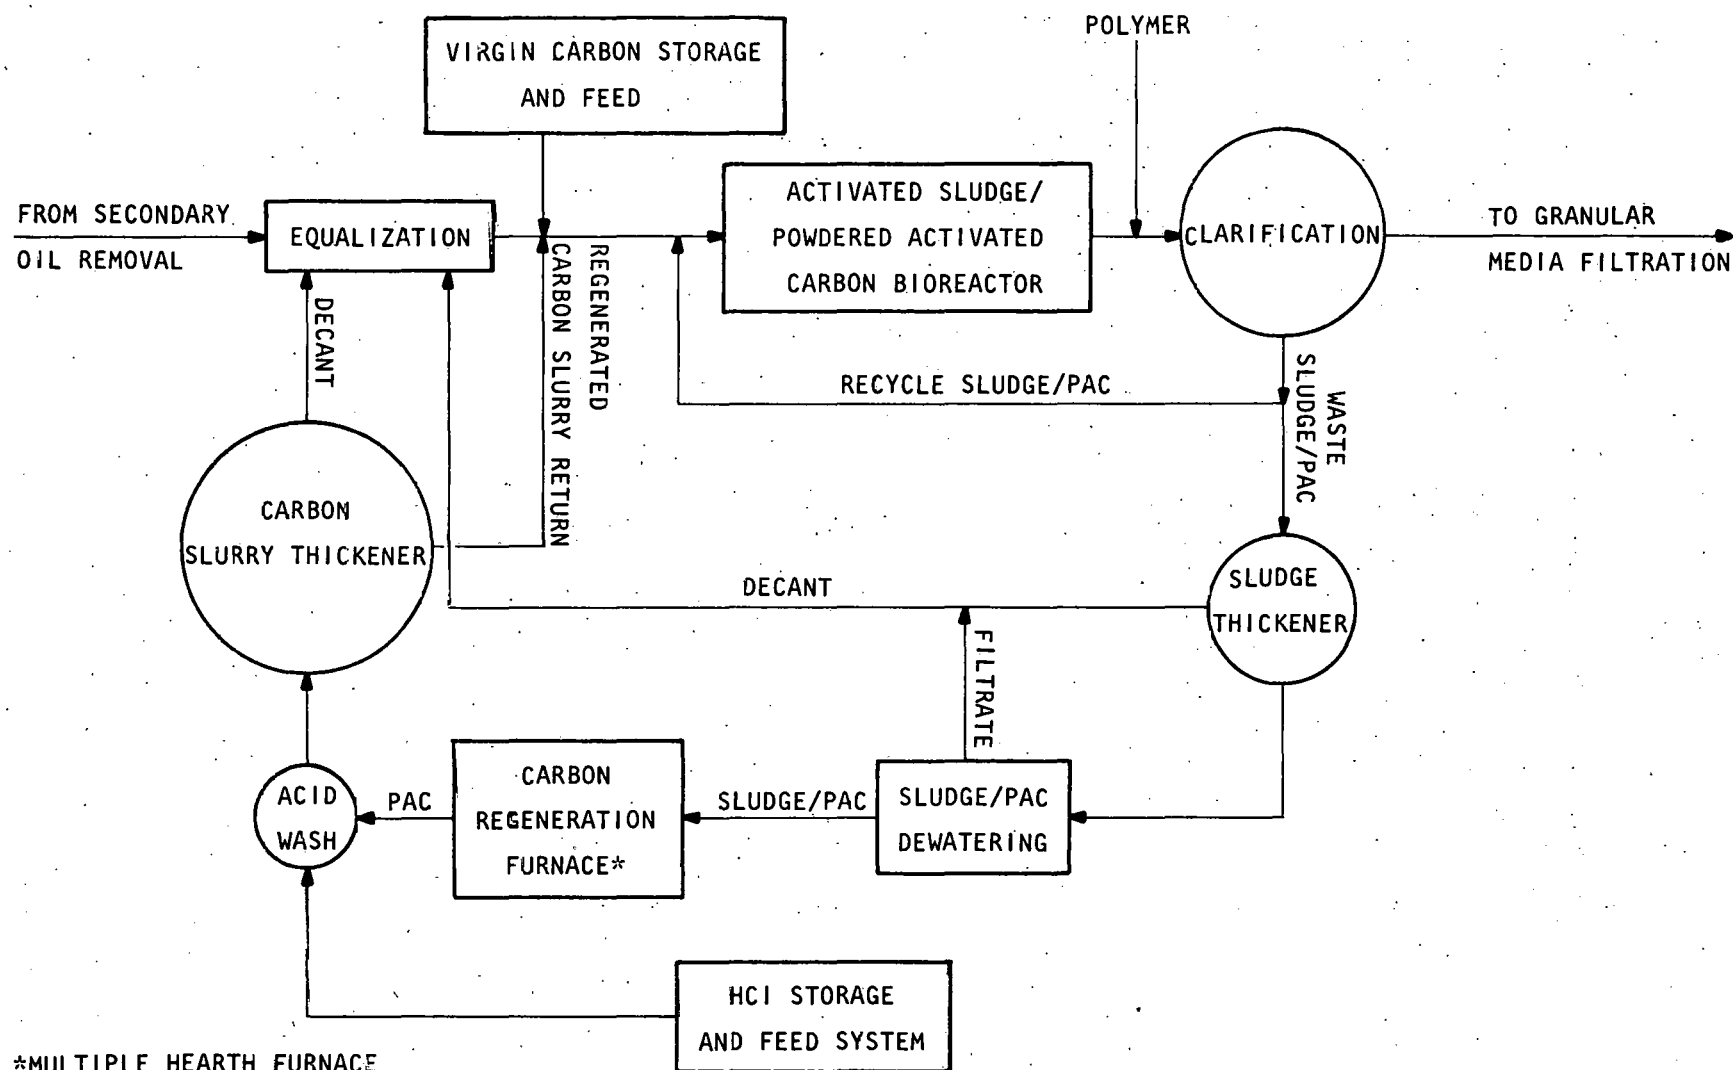 POLYMER
VIRGIN CARBON STORAGE
AND FEED
FROM SECONDARY
OIL REMOVAL
EQUALIZATION
ACTIVATED SLUDGE/
POWDERED ACTIVATED
CARBON BIOREACTOR
CLARIFICATION
TO GRANULAR
MEDIA FILTRATION
DECANT
REGENERATED
CARBON SLURRY RETURN
RECYCLE SLUDGE/PAC
WASTE
SLUDGE/PAC
CARBON
SLURRY THICKENER
DECANT
SLUDGE
THICKENER
FILTRATE
ACID
WASH
PAC
CARBON
REGENERATION
FURNACE*
SLUDGE/PAC
SLUDGE/PAC
DEWATERING
HCI STORAGE
AND FEED SYSTEM
*MULTIPLE HEARTH FURNACE